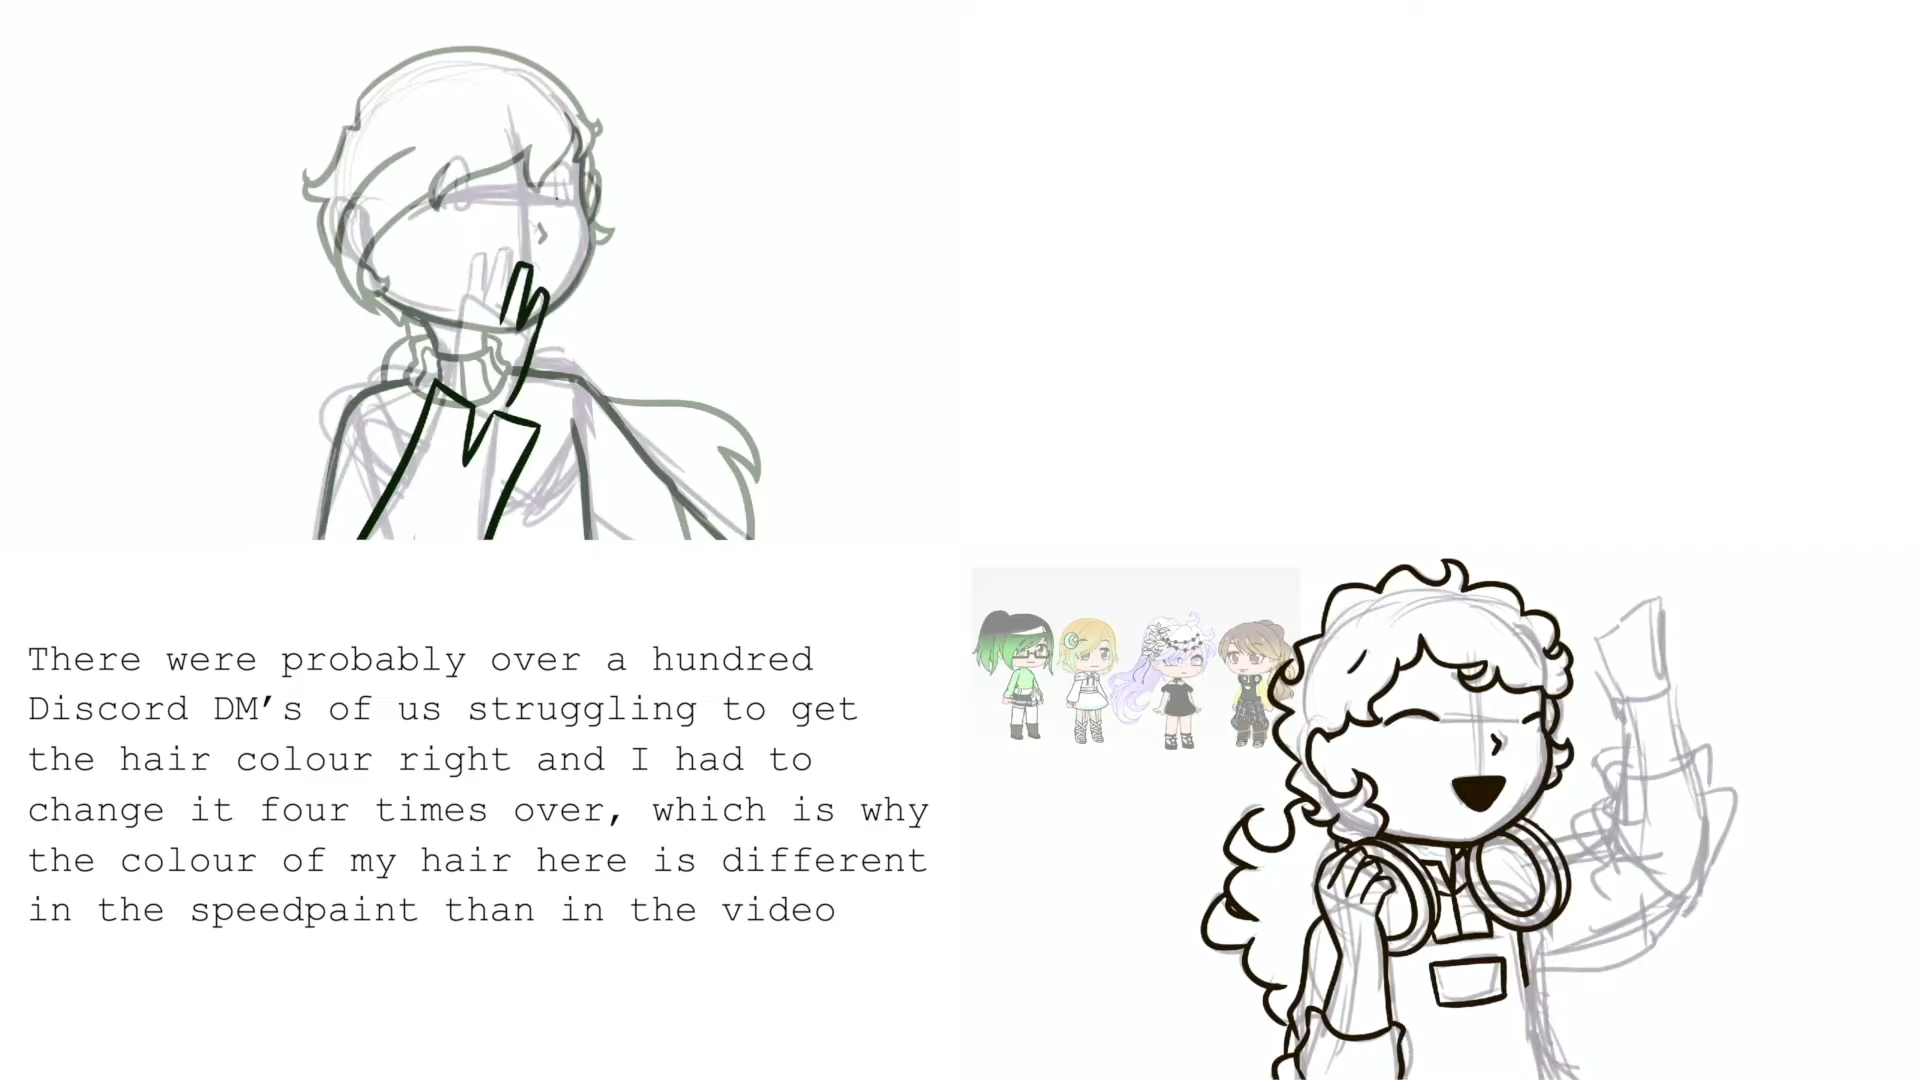 There were probably over a hundred
Discord DM’s of us struggling to get
the hair colour right and I had to
change it four times over, which is why
the colour of my hair here is different
in the speedpaint than in the video